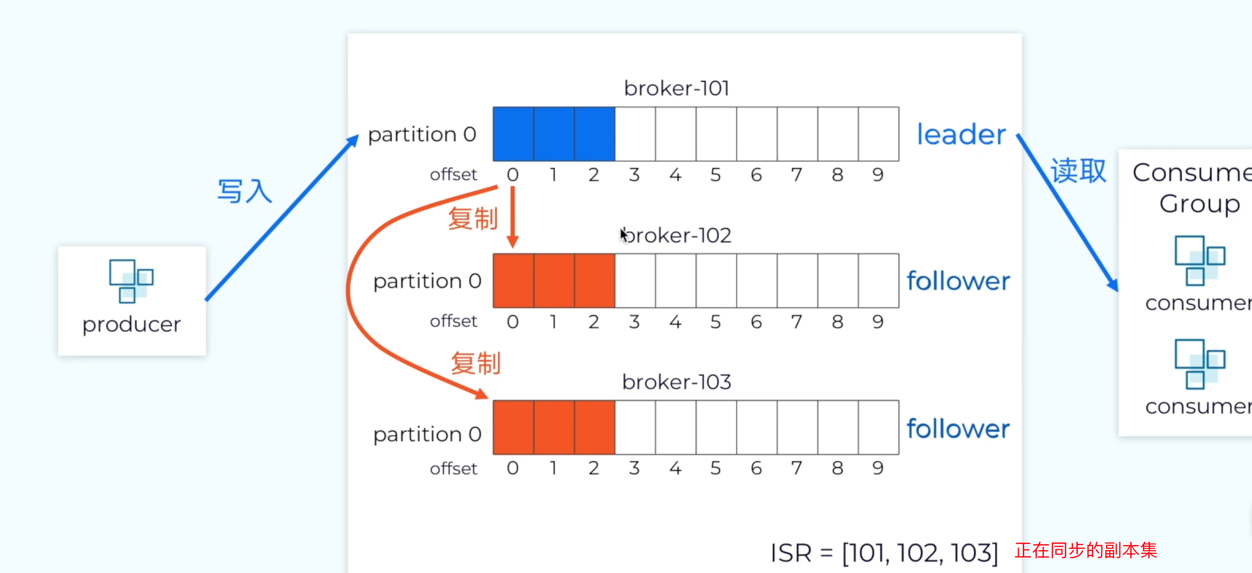 broker-101
partition 0
leader
offset 0 1 2 3 4 5 6 7 8 9
写入
读取
Consume
Group
复制
broker-102
partition 0
follower
offset 0 1 2 3 4 5 6 7 8 9
producer
consumer
复制
broker-103
partition 0
follower
offset 0 1 2 3 4 5 6 7 8 9
consumer
ISR = [101, 102, 103] 正在同步的副本集